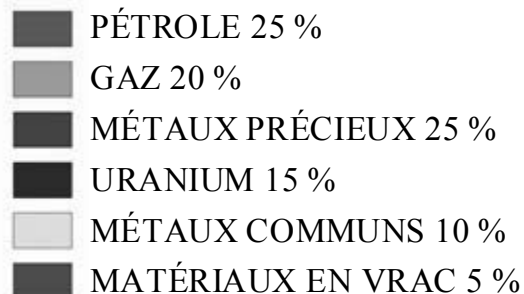 PÉTROLE 25 %
GAZ 20 %
MÉTAUX PRÉCIEUX 25 %
URANIUM 15 %
MÉTAUX COMMUNS 10 %
MATÉRIAUX EN VRAC 5 %